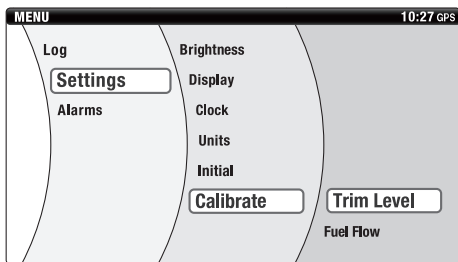 MENU
10:27 GPS
Log
Settings
Alarms
Brightness
Display
Clock
Units
Initial
Calibrate
Trim Level
Fuel Flow